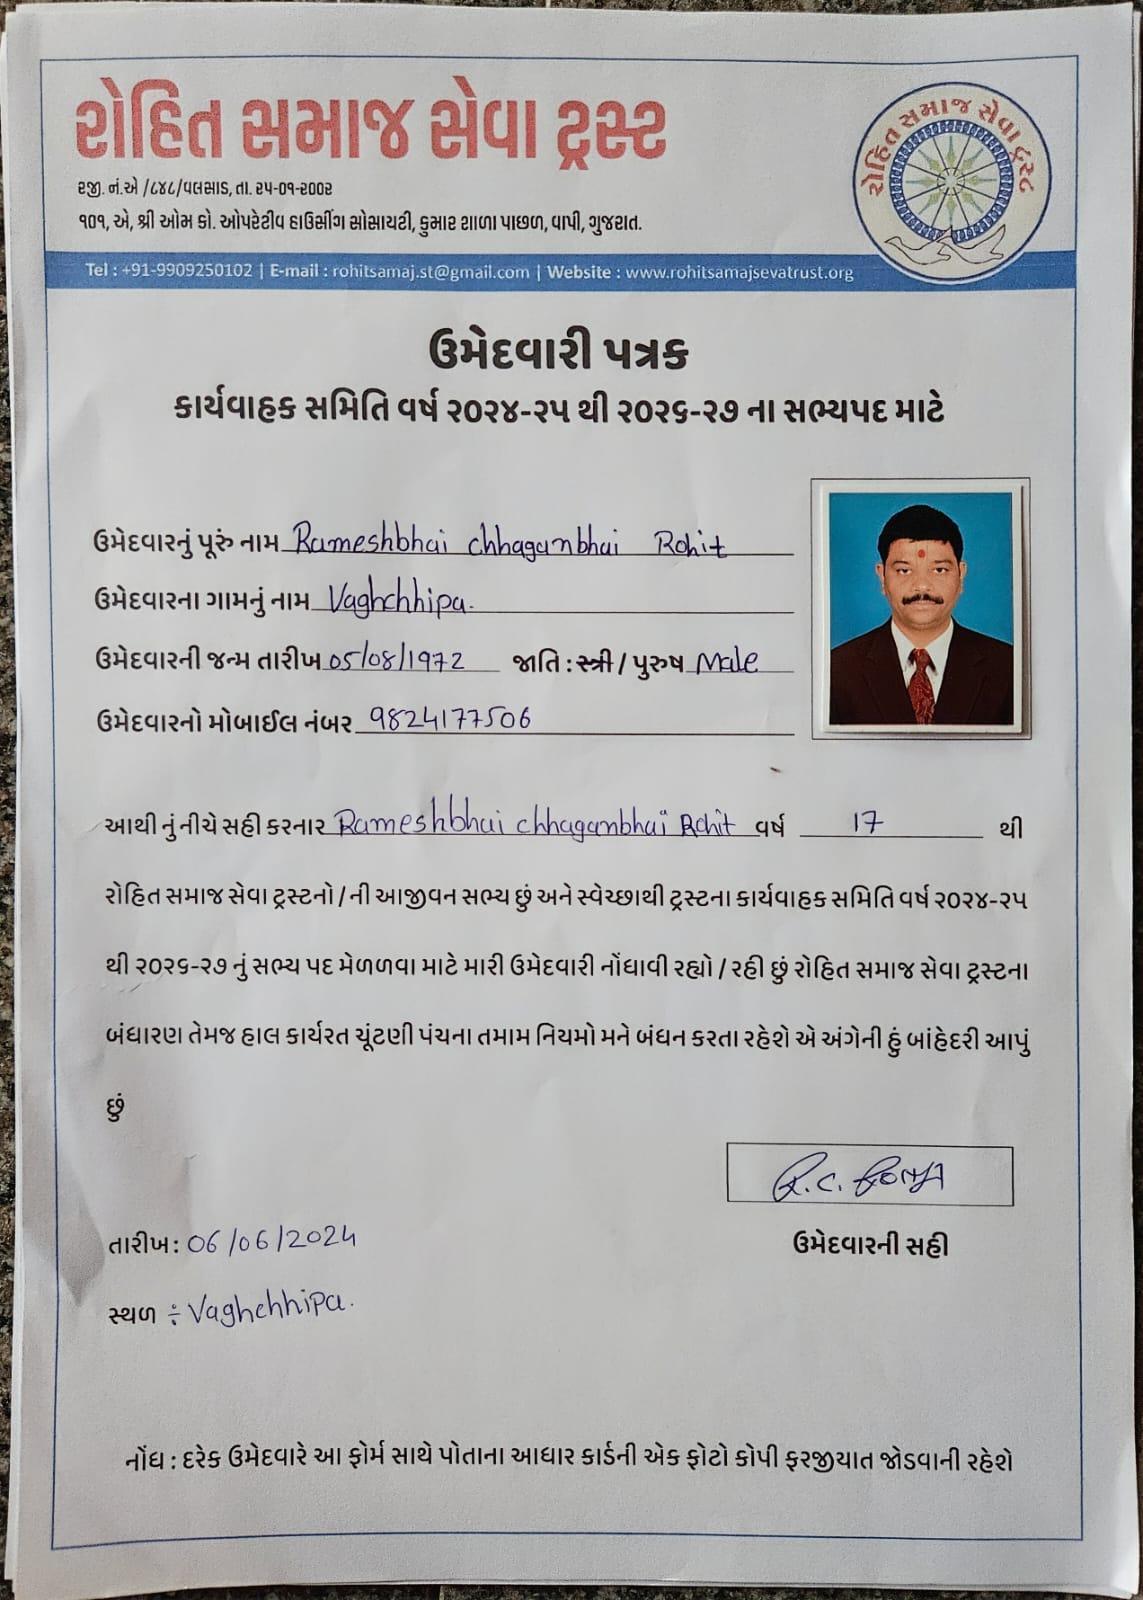 રોહિત સમાજ સેવા ટ્રસ્ટ
રોહિત સમાજ સેવા ટ્રસ્ટ
રજી. નં.એ /૮૪૮/વલસાડ, તા. ૨૫-૦૧-૨૦૦૨
૧૦૧, એ, શ્રી ઓમ કો. ઓપરેટીવ હાઉસીંગ સોસાયટી, કુમાર શાળા પાછળ, વાપી, ગુજરાત.
Tel : +91-9909250102 | E-mail : rohitsamaj.st@gmail.com | Website : www.rohitsamajsevatrust.org
ઉમેદવારી પત્રક
કાર્યવાહક સમિતિ વર્ષ ૨૦૨૪-૨૫ થી ૨૦૨૬-૨૭ ના સભ્યપદ માટે
ઉમેદવારનું પૂરું નામ Rameshbhai chhaganbhai Rohit
ઉમેદવારના ગામનું નામ Vaghchhipa.
ઉમેદવારની જન્મ તારીખ 05/08/1972 જાતિ : સ્ત્રી / પુરુષ Male
ઉમેદવારનો મોબાઈલ નંબર 9824177506
આથી નું નીચે સહી કરનાર Rameshbhai chhaganbhai Rohit વર્ષ 17 થી
રોહિત સમાજ સેવા ટ્રસ્ટનો / ની આજીવન સભ્ય છું અને સ્વેચ્છાથી ટ્રસ્ટના કાર્યવાહક સમિતિ વર્ષ ૨૦૨૪-૨૫
થી ૨૦૨૬-૨૭ નું સભ્ય પદ મેળળવા માટે મારી ઉમેદવારી નોંધાવી રહ્યો / રહી છું રોહિત સમાજ સેવા ટ્રસ્ટના
બંધારણ તેમજ હાલ કાર્યરત ચૂંટણી પંચના તમામ નિયમો મને બંધન કરતા રહેશે એ અંગેની હું બાંહેદરી આપું
છું
R.C.
તારીખ: 06/06/2024
ઉમેદવારની સહી
સ્થળ ÷ Vaghchhipa.
નોંધ : દરેક ઉમેદવારે આ ફોર્મ સાથે પોતાના આધાર કાર્ડની એક ફોટો કોપી ફરજીયાત જોડવાની રહેશે